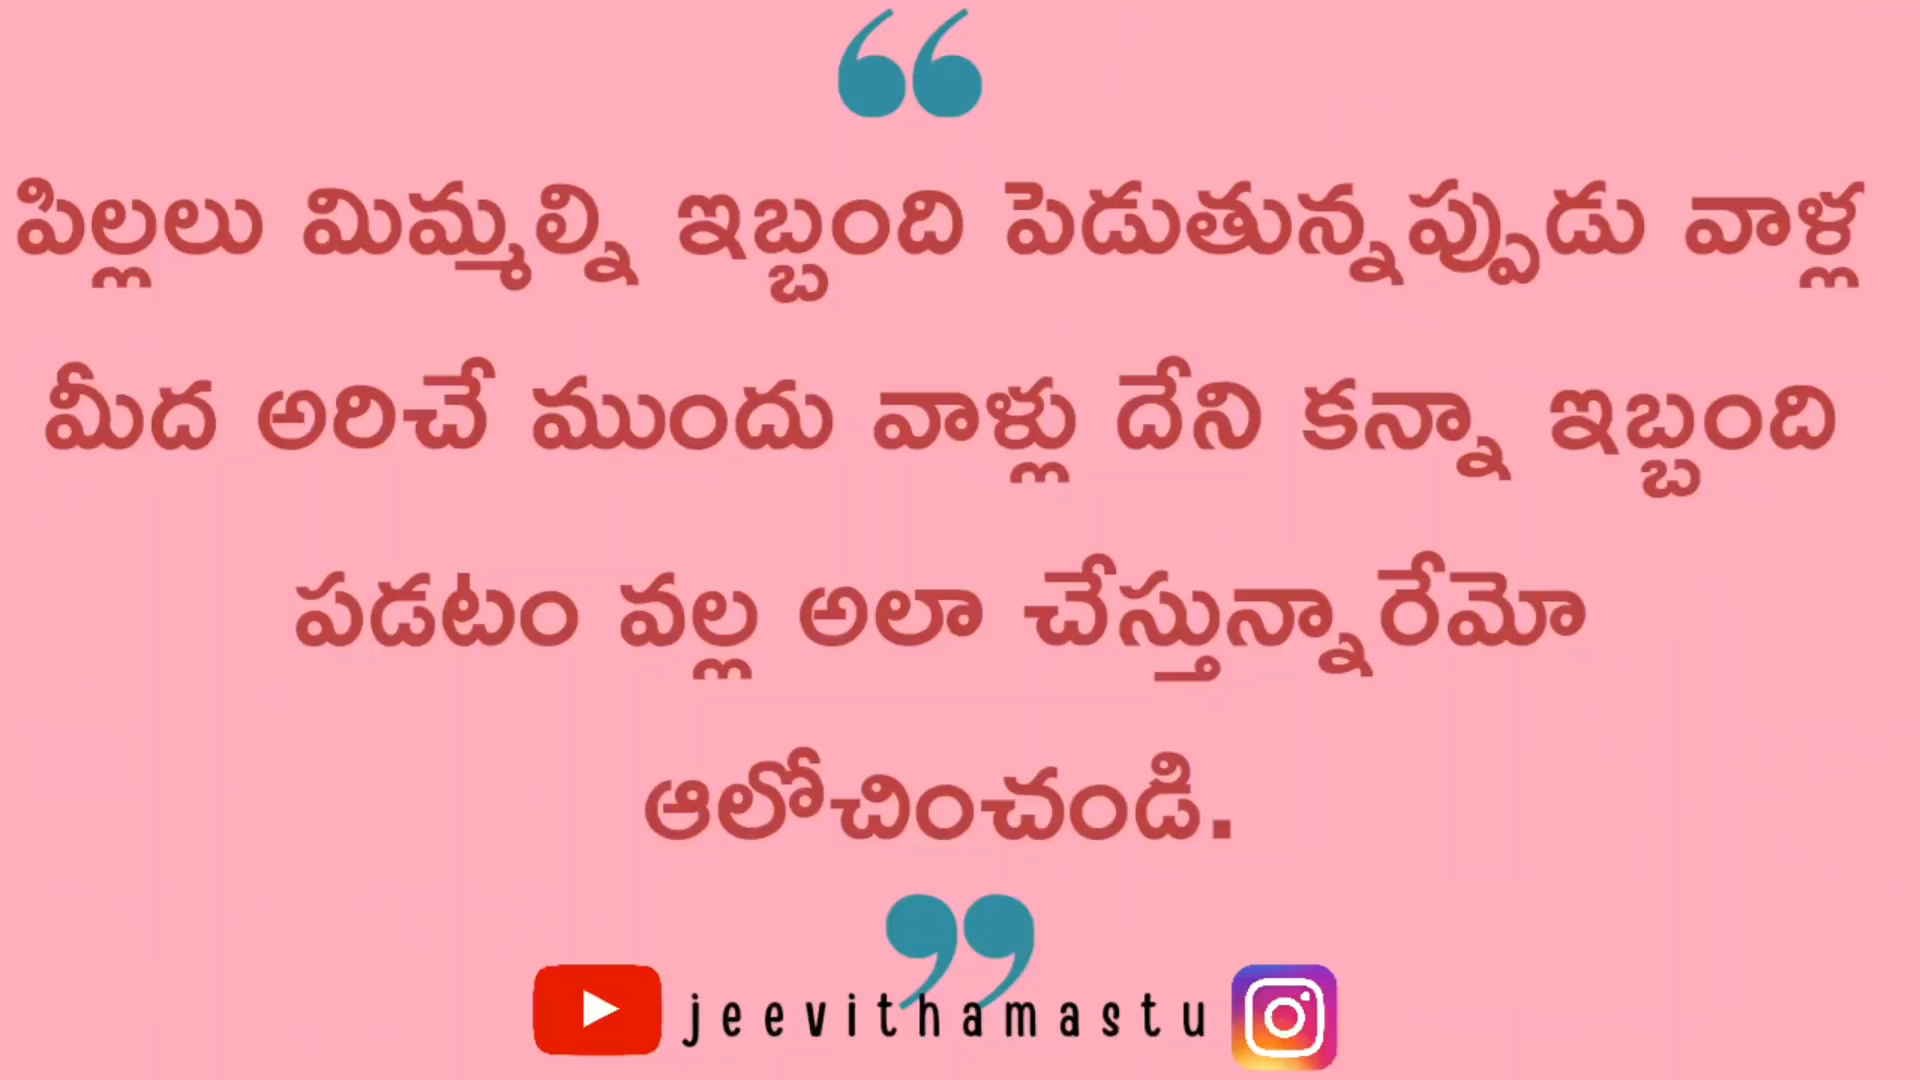 “
పిల్లలు మిమ్మల్ని ఇబ్బంది పెడుతున్నప్పుడు వాళ్ల
మీద అరిచే ముందు వాళ్లు దేని కన్నా ఇబ్బంది
పడటం వల్ల అలా చేస్తున్నారేమో
ఆలోచించండి.
”
jeevithamastu